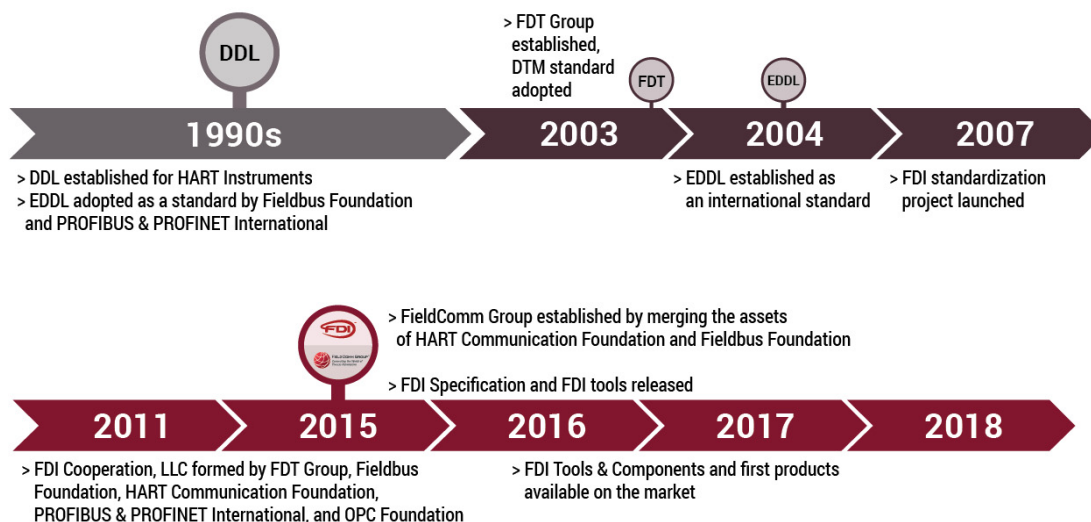 DDL
> FDT Group
established,
DTM standard
adopted
FDT
EDDL
1990s
2003
2004
2007
> DDL established for HART Instruments
> EDDL adopted as a standard by Fieldbus Foundation
and PROFIBUS & PROFINET International
> EDDL established as
an international standard
> FDI standardization
project launched
FDI
FIELDCOMM GROUP
> FieldComm Group established by merging the assets
of HART Communication Foundation and Fieldbus Foundation
> FDI Specification and FDI tools released
2011
2015
2016
2017
2018
> FDI Cooperation, LLC formed by FDT Group, Fieldbus
Foundation, HART Communication Foundation,
PROFIBUS & PROFINET International, and OPC Foundation
> FDI Tools & Components and first products
available on the market